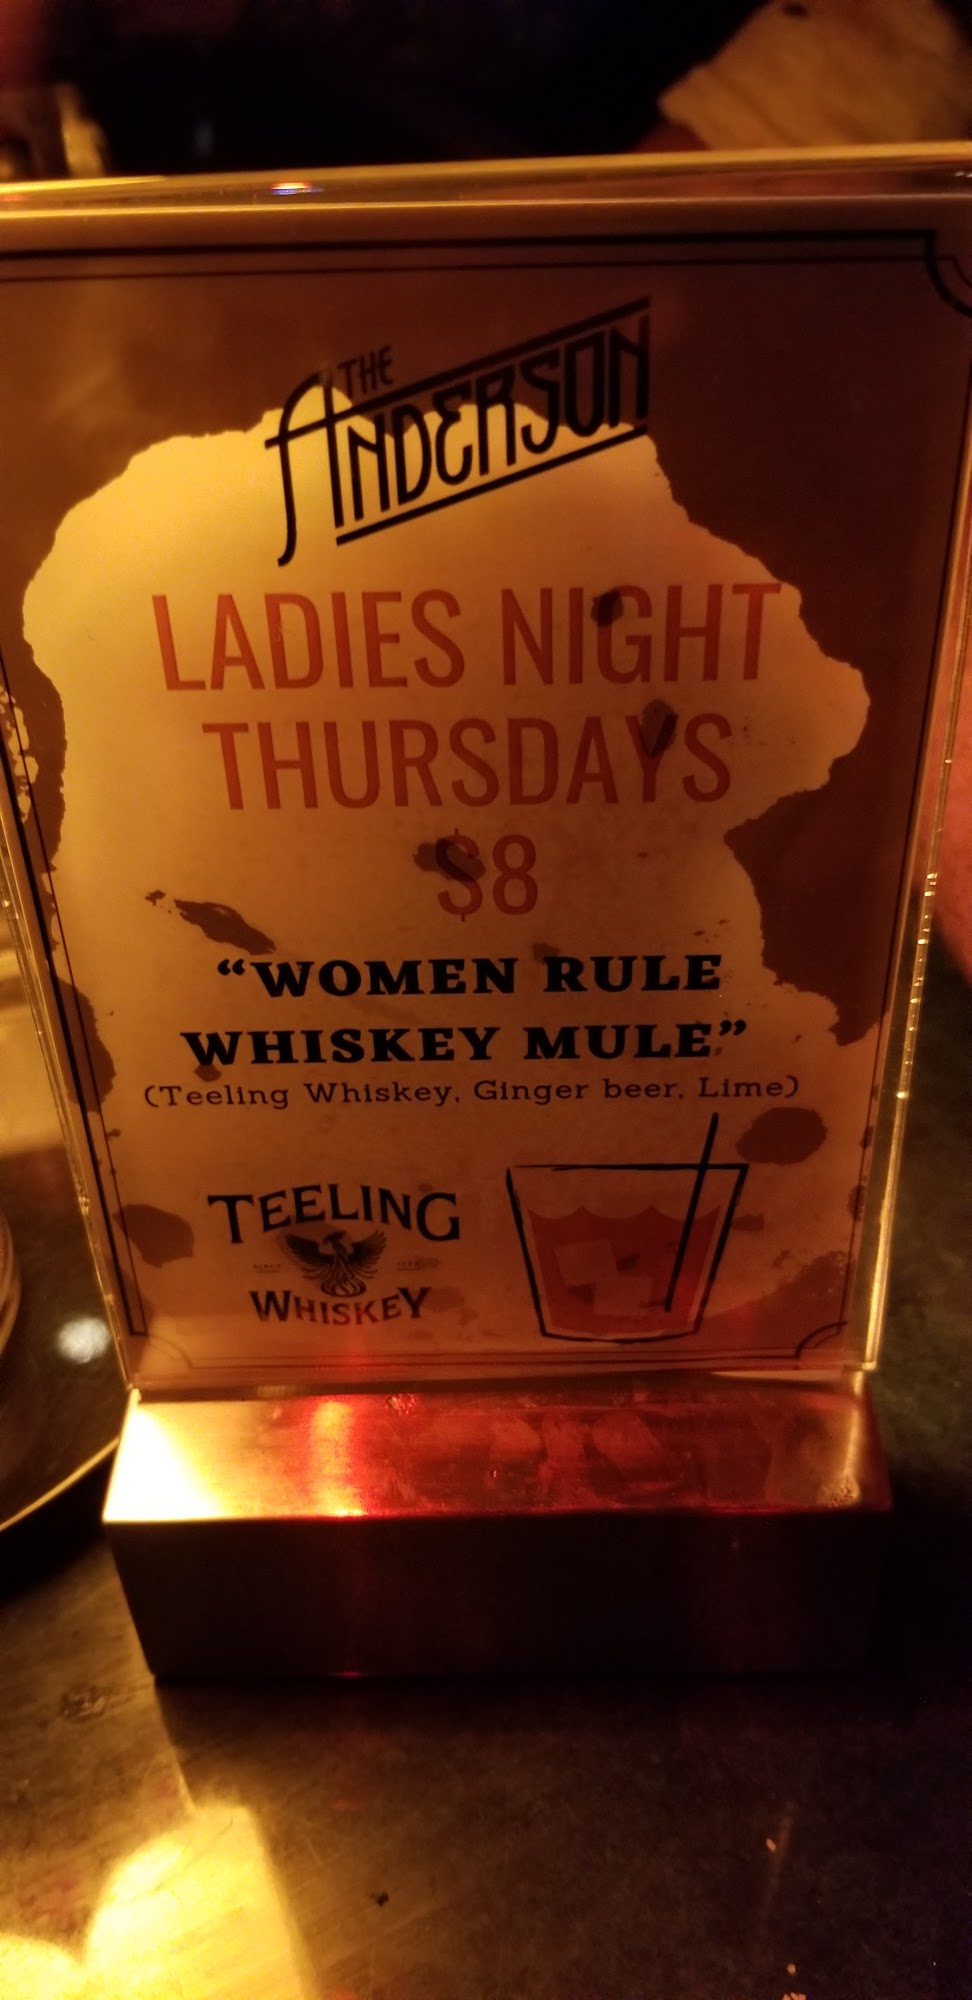 THE
ANDERSON
LADIES NIGHT
THURSDAYS
$8
“WOMEN RULE
WHISKEY MULE”
(Teeling Whiskey, Ginger beer, Lime)
TEELING
WHISKEY